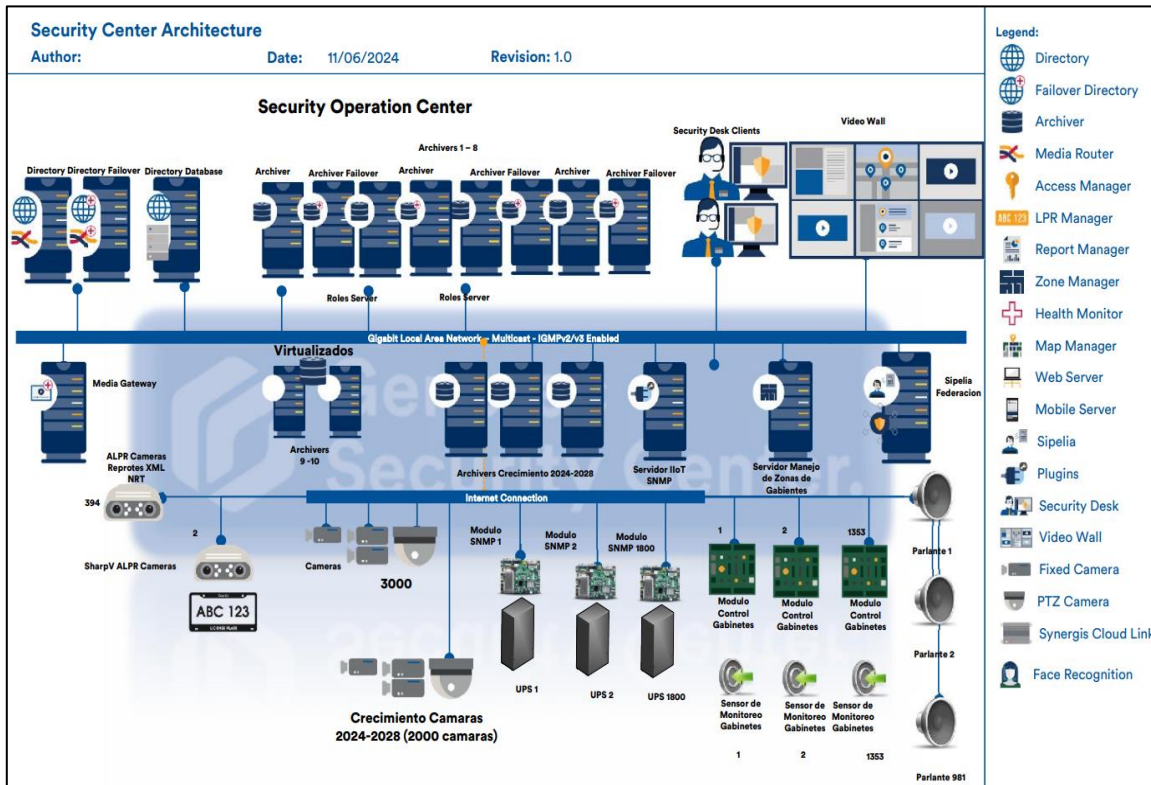 Security Center Architecture
Author: Date: 11/06/2024 Revision: 1.0
Security Operation Center
Archivers 1 – 8
Security Desk Clients
Video Wall
Directory Directory Failover Directory Database
Archiver Archiver Failover Archiver Archiver Failover Archiver Archiver Failover
Roles Server Roles Server
Gigabit Local Area Network – Multicast - IGMPv2/v3 Enabled
Virtualizados
Media Gateway
Archivers
9 -10
Archivers Crecimiento 2024-2028
Servidor IIoT
SNMP
Servidor Manejo
de Zonas de
Gabientes
Sipelia
Federacion
Genetec
Security Center.
ALPR Cameras
Reprotes XML
NRT
394
Internet Connection
2
SharpV ALPR Cameras
ABC 123
LICENSE PLATE
Cameras
3000
Modulo
SNMP 1
Modulo
SNMP 2
Modulo
SNMP 1800
UPS 1
UPS 2
UPS 1800
1
2
1353
Modulo
Control
Gabinetes
Modulo
Control
Gabinetes
Modulo
Control
Gabinetes
Sensor de
Monitoreo
Gabinetes
Sensor de
Monitoreo
Gabinetes
Sensor de
Monitoreo
Gabinetes
1
2
1353
Parlante 1
Parlante 2
Parlante 981
Crecimiento Camaras
2024-2028 (2000 camaras)
Legend:
Directory
Failover Directory
Archiver
Media Router
Access Manager
ABC 123 LPR Manager
Report Manager
Zone Manager
Health Monitor
Map Manager
Web Server
Mobile Server
Sipelia
Plugins
Security Desk
Video Wall
Fixed Camera
PTZ Camera
Synergis Cloud Link
Face Recognition